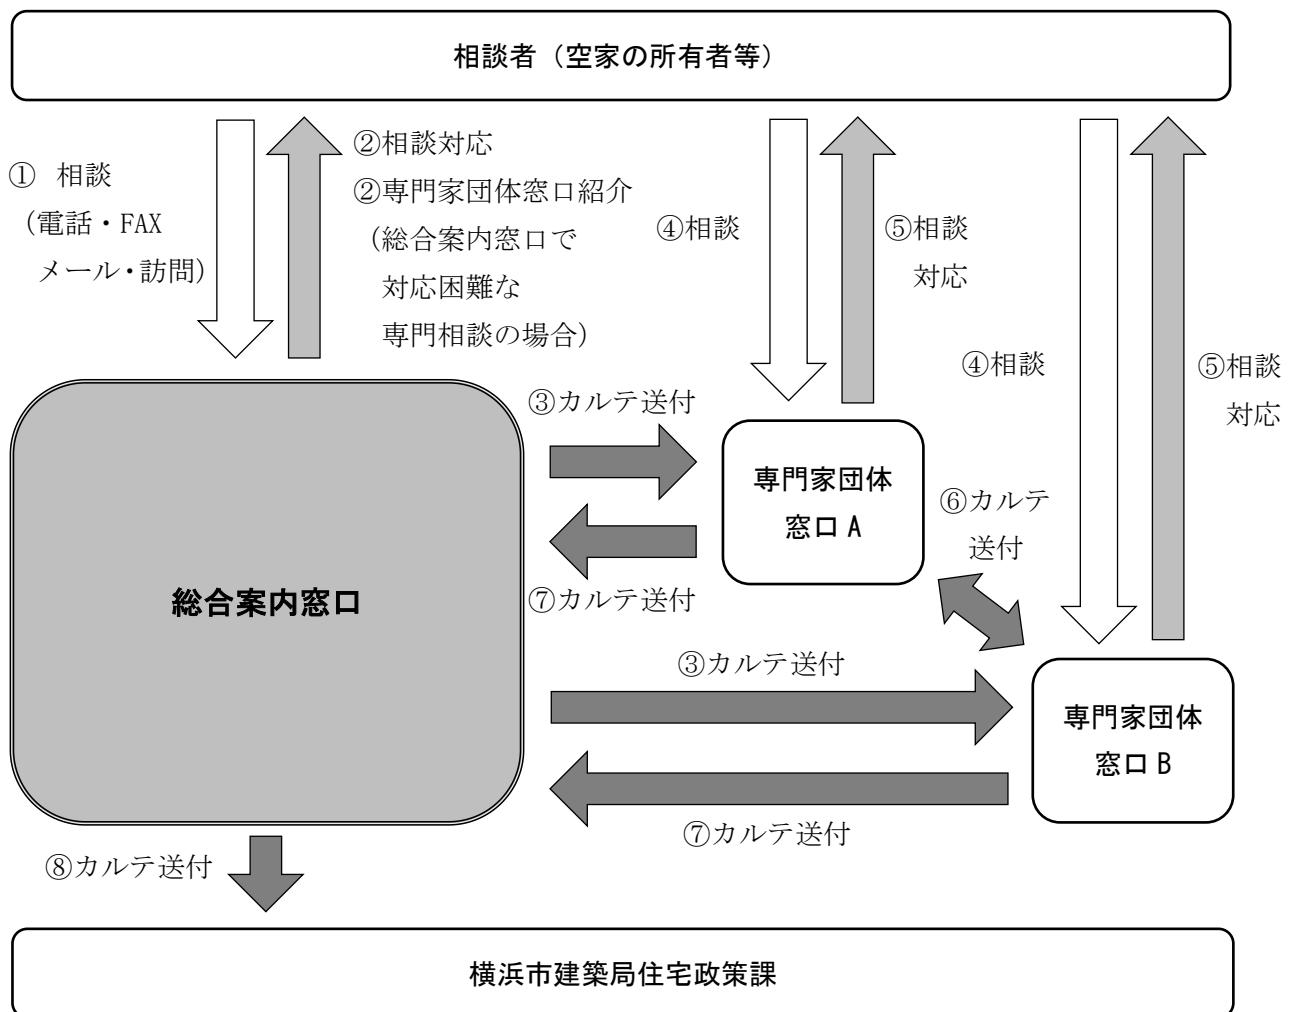 相談者（空家の所有者等）
① 相談
（電話・FAX
メール・訪問）
②相談対応
②専門家団体窓口紹介
（総合案内窓口で
対応困難な
専門相談の場合）
④相談
⑤相談
対応
④相談
⑤相談
対応
③カルテ送付
専門家団体
窓口 A
⑥カルテ
送付
⑦カルテ送付
総合案内窓口
③カルテ送付
専門家団体
窓口 B
⑦カルテ送付
⑧カルテ送付
横浜市建築局住宅政策課